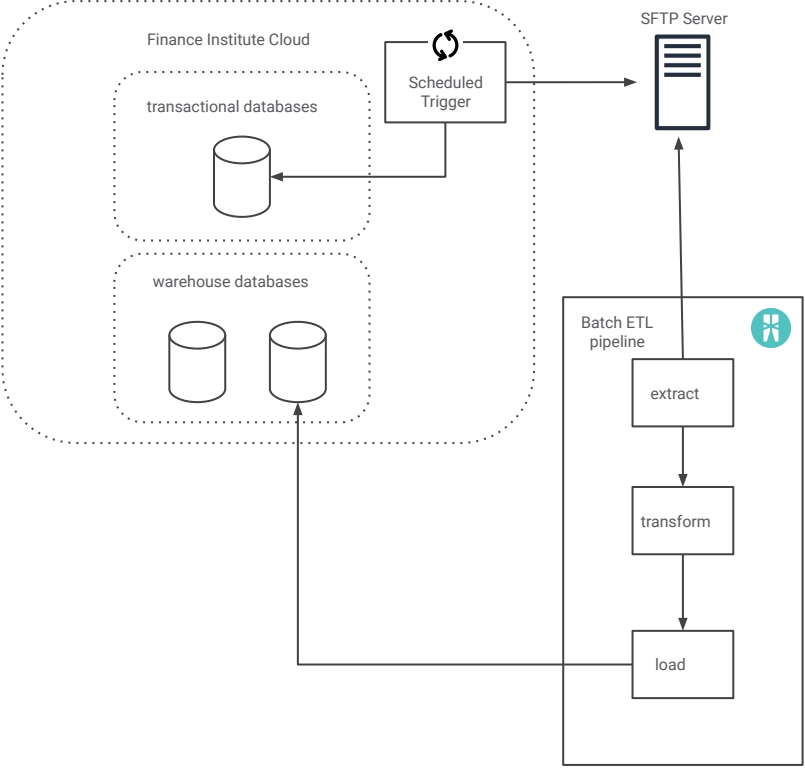 SFTP Server
Finance Institute Cloud
Scheduled
Trigger
transactional databases
warehouse databases
Batch ETL
pipeline
extract
transform
load